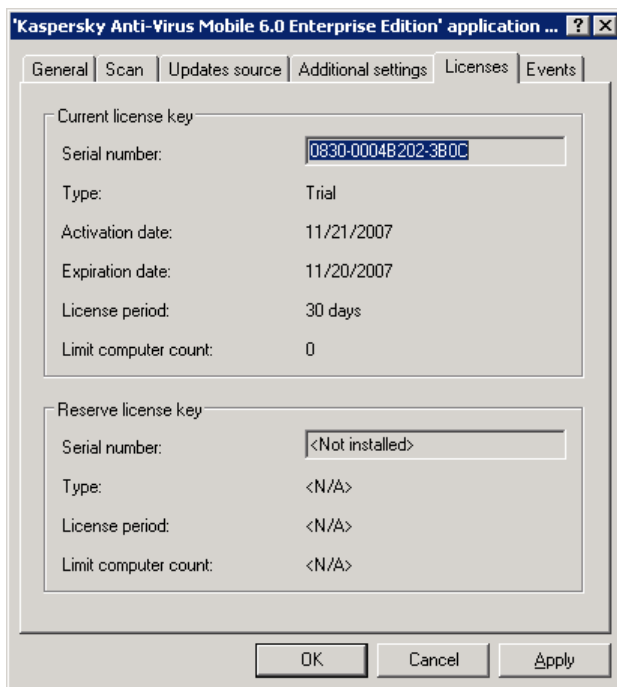 'Kaspersky Anti-Virus Mobile 6.0 Enterprise Edition' application ...
General Scan Updates source Additional settings Licenses Events
Current license key
Serial number: 0830-0004B202-3B0C
Type: Trial
Activation date: 11/21/2007
Expiration date: 11/20/2007
License period: 30 days
Limit computer count: 0
Reserve license key
Serial number: <Not installed>
Type: <N/A>
License period: <N/A>
Limit computer count: <N/A>
OK Cancel Apply